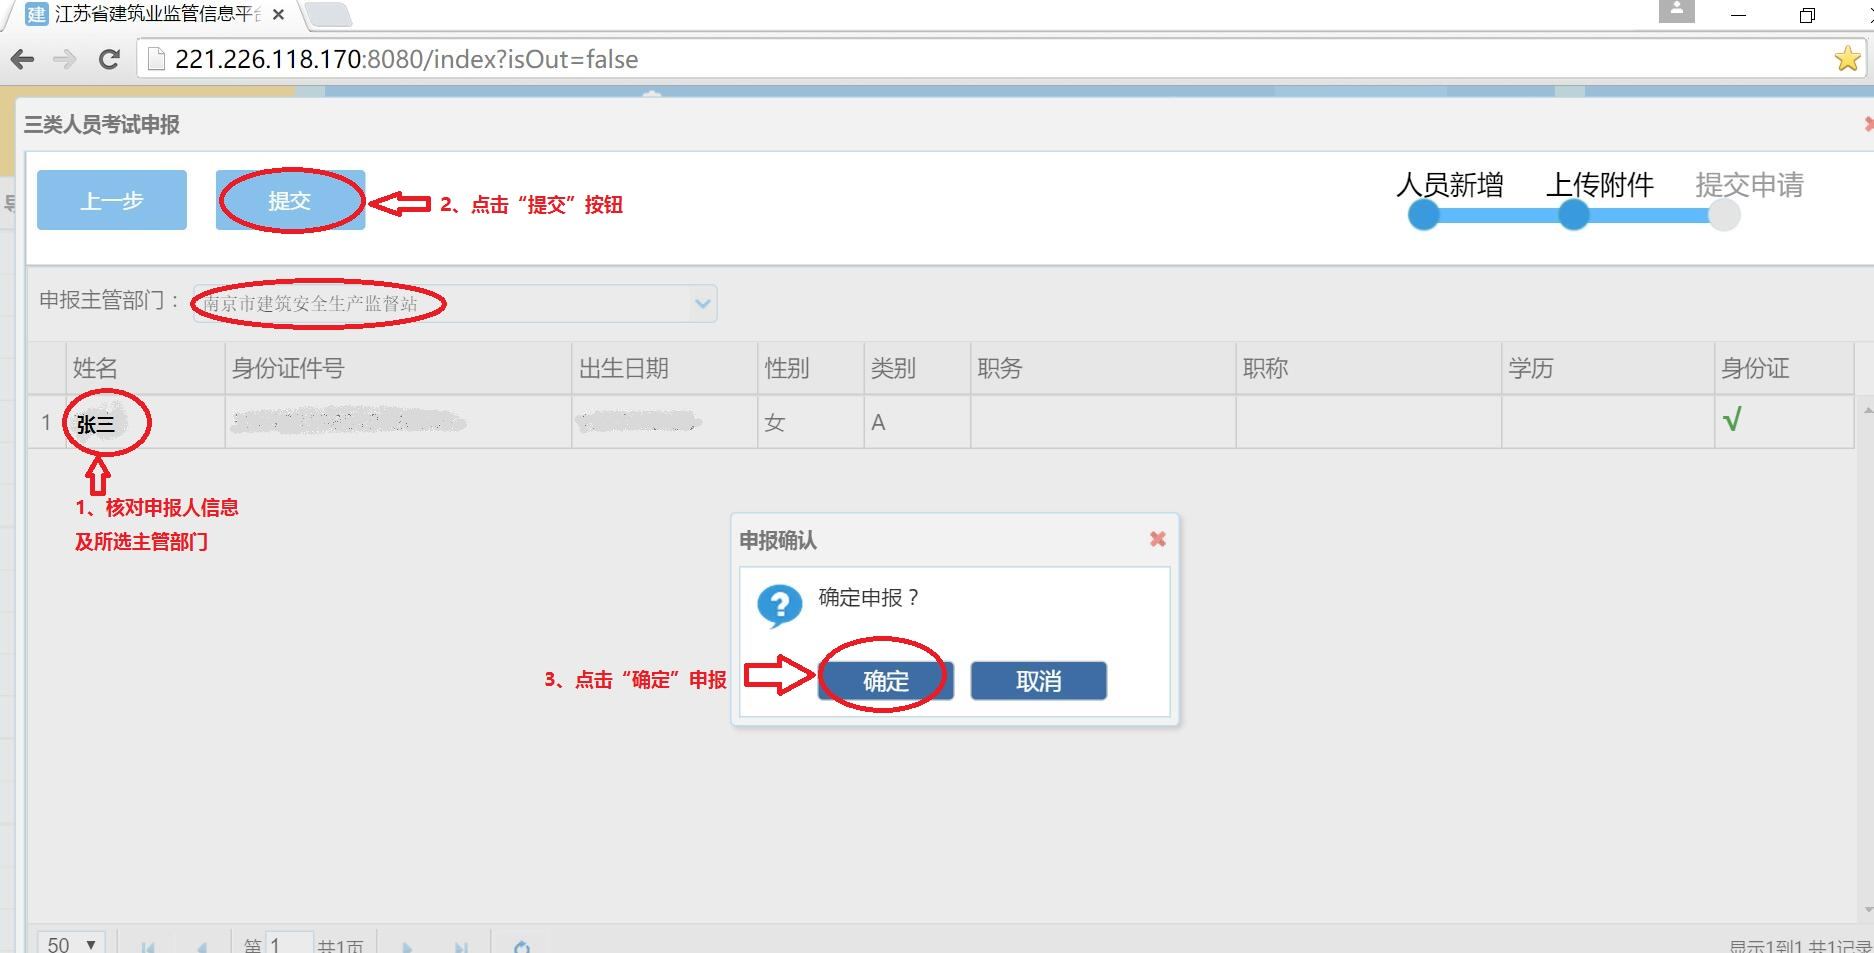 江苏省建筑业监管信息平
221.226.118.170:8080/index?isOut=false
三类人员考试申报
上一步
提交
2、点击“提交”按钮
人员新增
上传附件
提交申请
申报主管部门：
南京市建筑安全生产监督站
姓名 身份证件号 出生日期 性别 类别 职务 职称 学历 身份证
1 张三 女 A √
1、核对申报人信息
及所选主管部门
申报确认
确定申报？
3、点击“确定”申报
确定
取消
50
第 1 共1页
显示1到1,共1记录